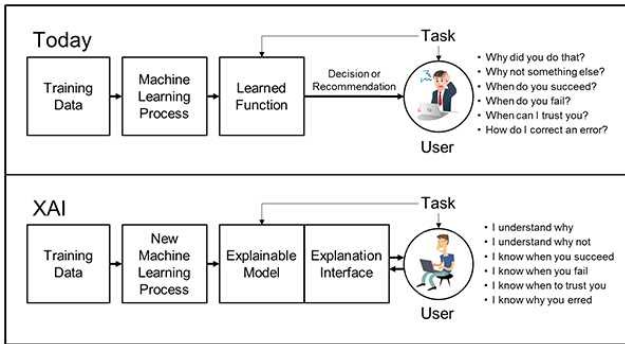 Today
Task
Training
Data
Machine
Learning
Process
Learned
Function
Decision or
Recommendation
User
• Why did you do that?
• Why not something else?
• When do you succeed?
• When do you fail?
• When can I trust you?
• How do I correct an error?
XAI
Task
Training
Data
New
Machine
Learning
Process
Explainable
Model
Explanation
Interface
User
• I understand why
• I understand why not
• I know when you succeed
• I know when you fail
• I know when to trust you
• I know why you erred